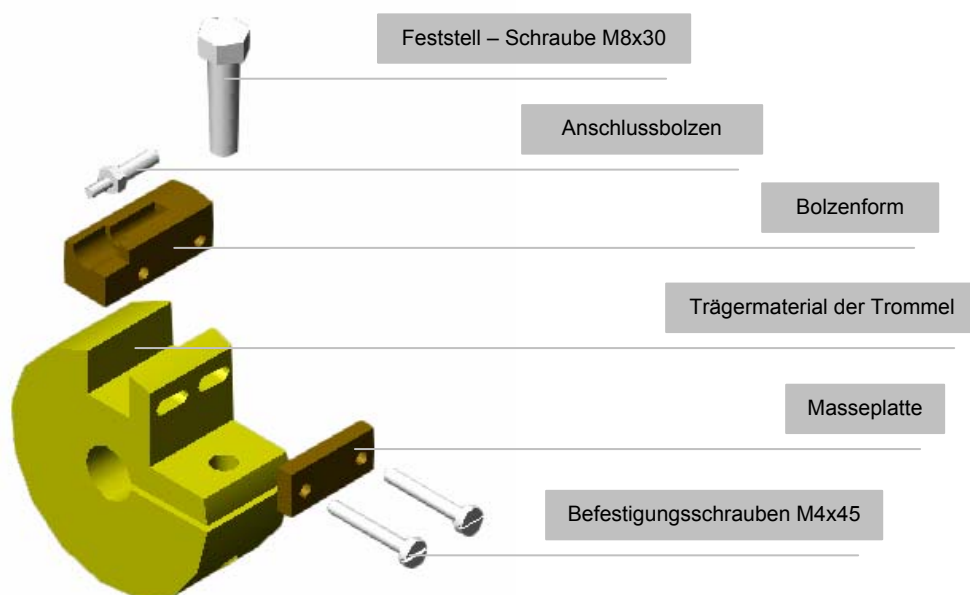 Feststell – Schraube M8x30
Anschlussbolzen
Bolzenform
Trägermaterial der Trommel
Masseplatte
Befestigungsschrauben M4x45